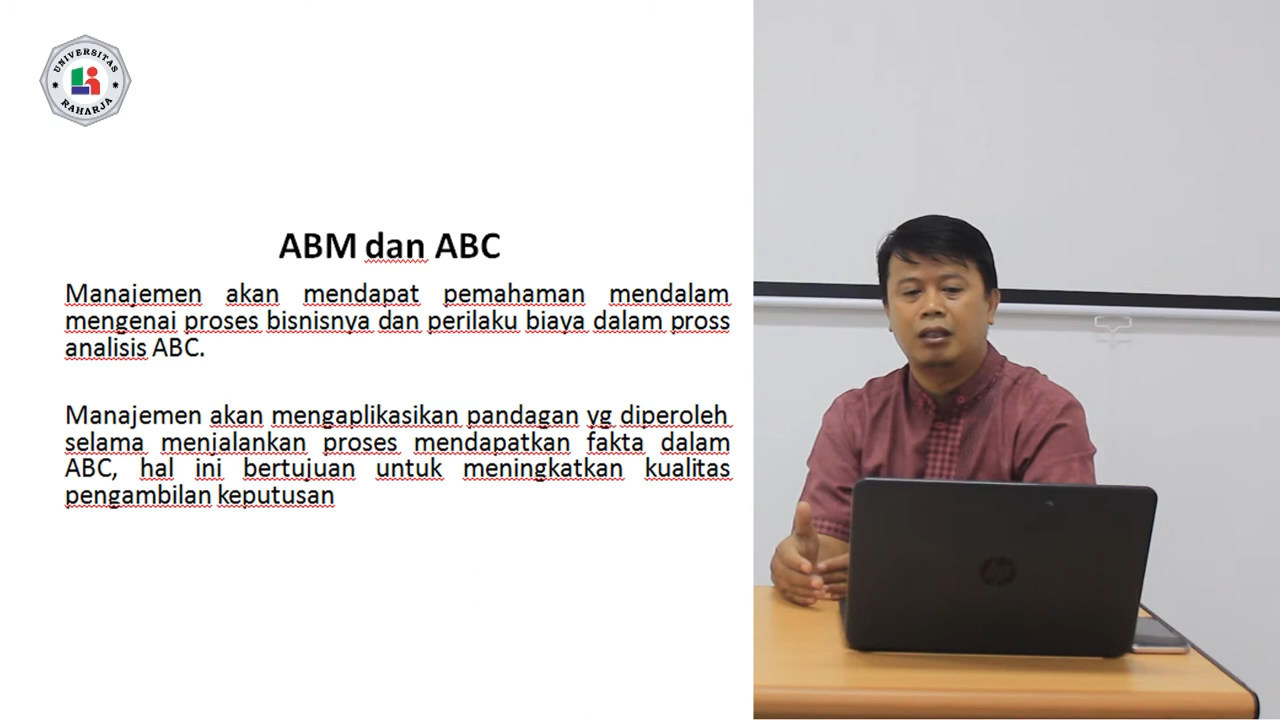 UNIVERSITAS
RAHARJA
ABM dan ABC
Manajemen akan mendapat pemahaman mendalam
mengenai proses bisnisnya dan perilaku biaya dalam pross
analisis ABC.
Manajemen akan mengaplikasikan pandagan yg diperoleh
selama menjalankan proses mendapatkan fakta dalam
ABC, hal ini bertujuan untuk meningkatkan kualitas
pengambilan keputusan
hp